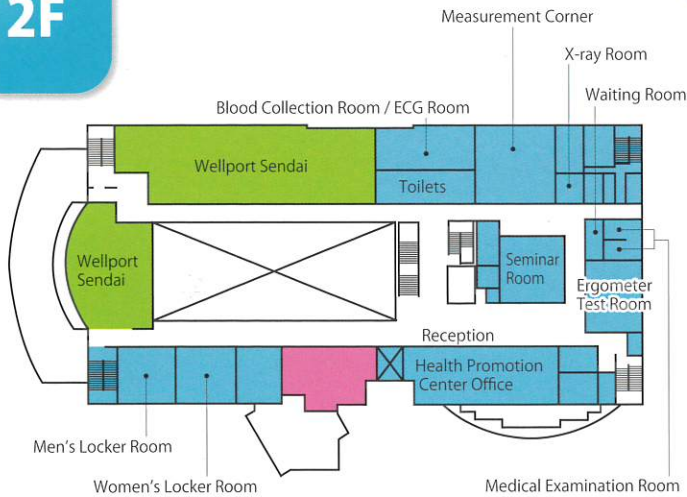 2F
Measurement Corner
X-ray Room
Waiting Room
Blood Collection Room / ECG Room
Wellport Sendai
Toilets
Wellport
Sendai
Seminar
Room
Ergometer
Test Room
Reception
Health Promotion
Center Office
Men's Locker Room
Women's Locker Room
Medical Examination Room